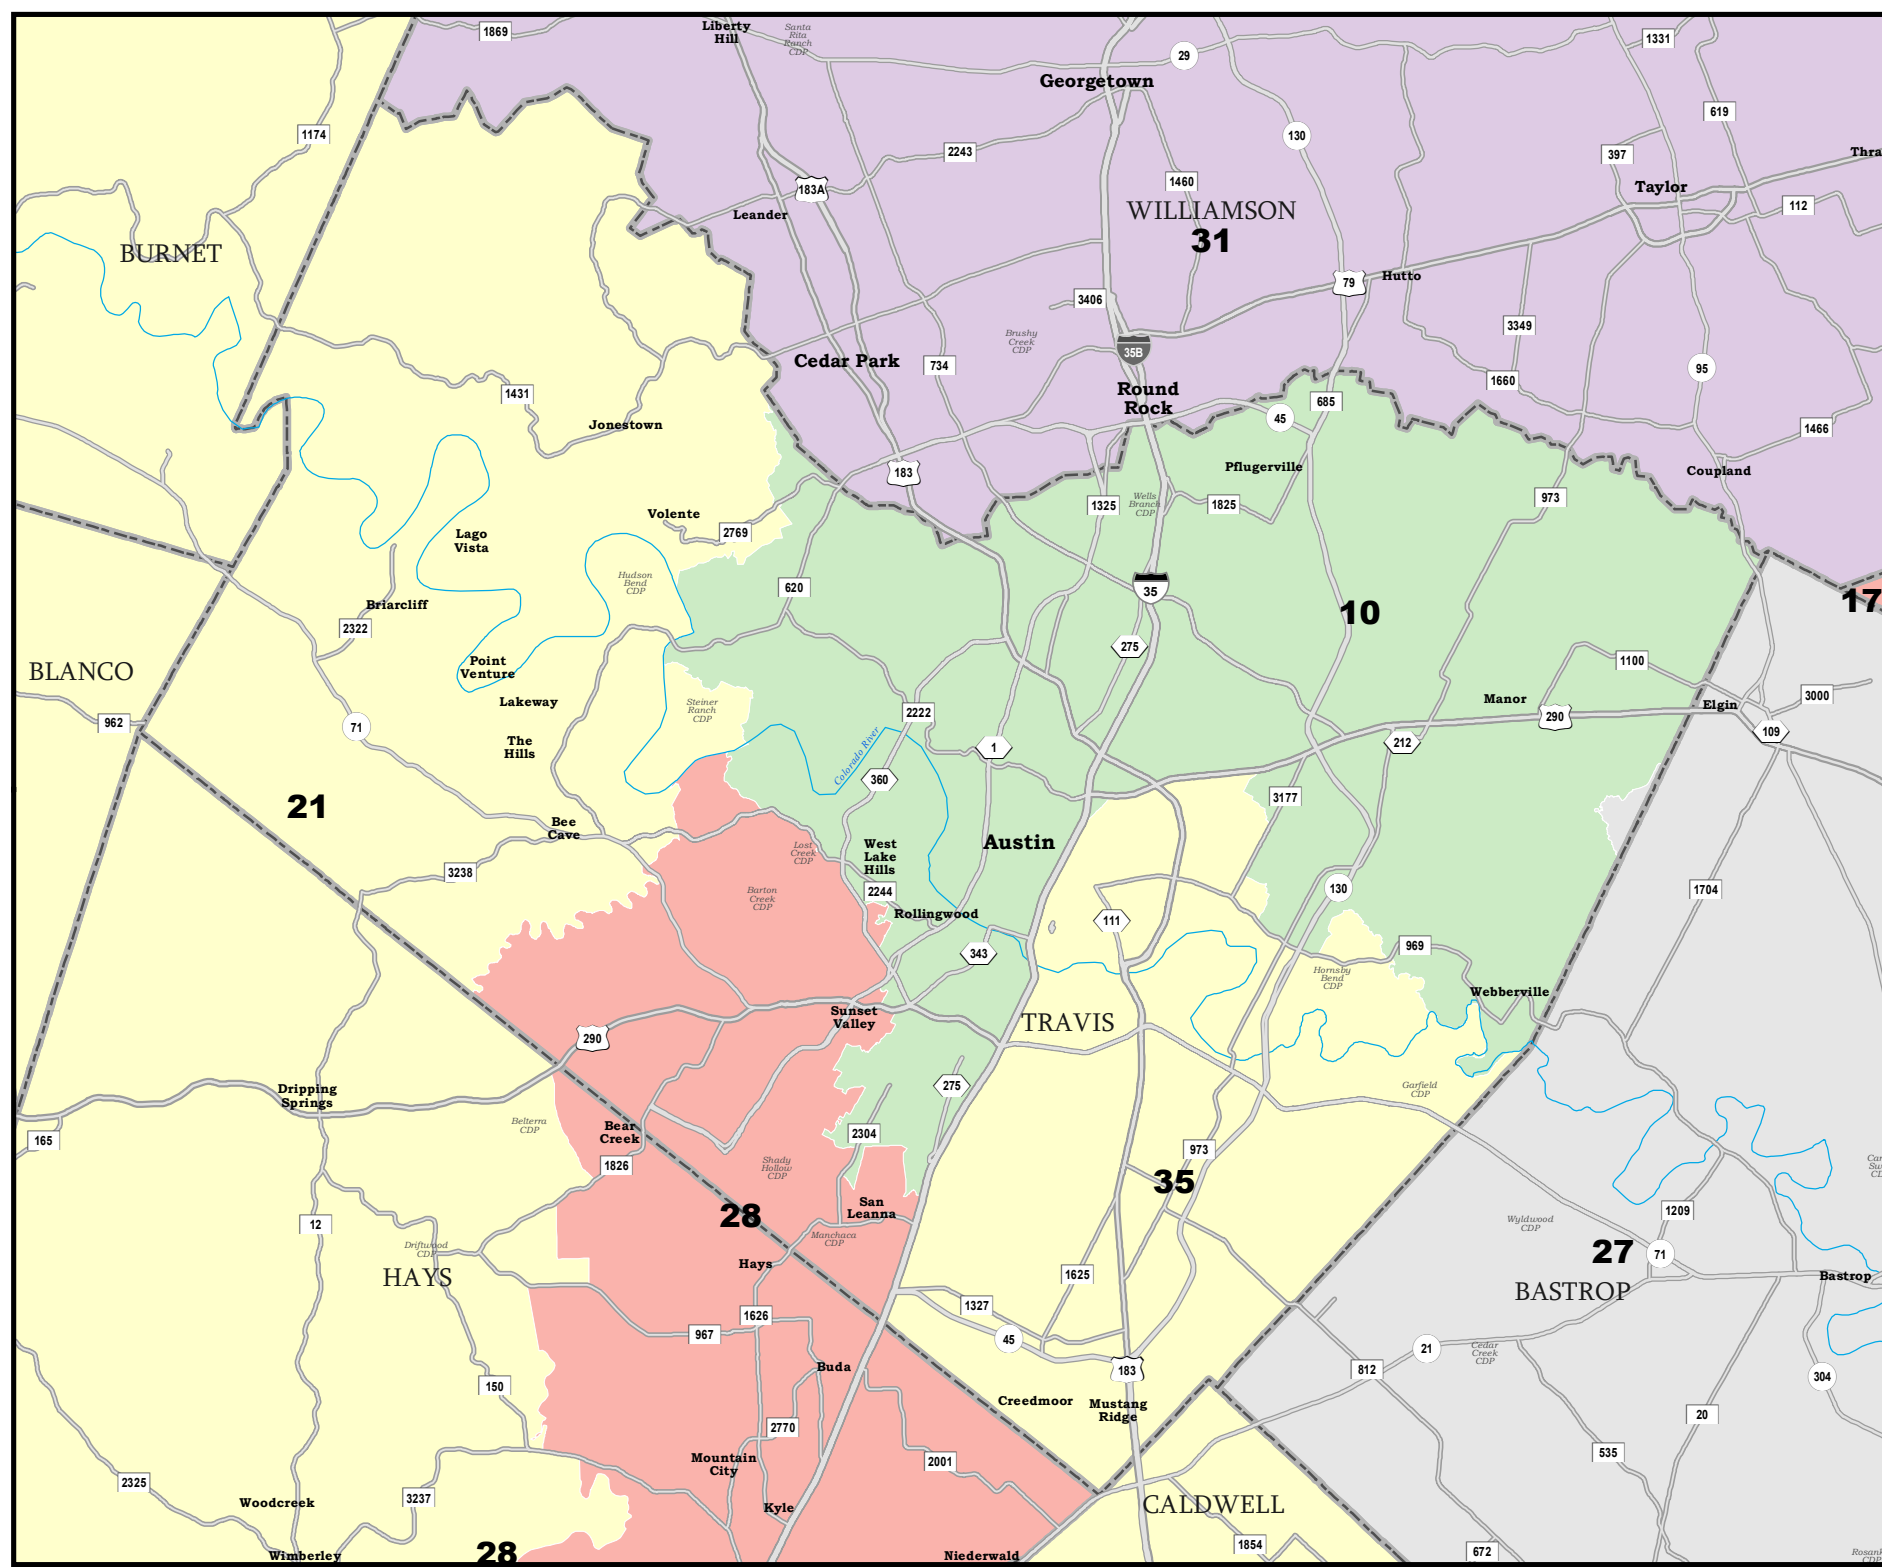 1869
Liberty
Hill
Santa
Rita
Ranch
CDP
29
1331
Georgetown
619
1174
130
2243
397
Thra
183A
1460
Taylor
112
Leander
WILLIAMSON
31
BURNET
79
Hutto
3406
3349
Brushy
Creek
CDP
35B
Cedar Park
734
95
1660
1431
Round
Rock
685
45
Jonestown
1466
183
Pflugerville
Coupland
973
1325
Wells
Branch
CDP
1825
Volente
2769
Lago
Vista
Hudson
Bend
CDP
620
35
17
Briarcliff
2322
10
275
BLANCO
Point
Venture
1100
3000
Lakeway
Steiner
Ranch
CDP
Manor
Elgin
962
71
2222
290
109
The
Hills
1
212
Colorado River
360
21
3177
Bee
Cave
Austin
Lost
Creek
CDP
West
Lake
Hills
3238
2244
130
1704
Barton
Creek
CDP
Rollingwood
111
343
969
Hornsby
Bend
CDP
Webberville
Sunset
Valley
TRAVIS
290
275
Dripping
Springs
Garfield
CDP
Belterra
CDP
Bear
Creek
2304
165
1826
Shady
Hollow
CDP
973
Car
Sw
CD
35
San
Leanna
1209
28
12
Wyldwood
CDP
Manchaca
CDP
Driftwood
CDP
27
71
Hays
HAYS
1625
Bastrop
BASTROP
1327
1626
967
45
21
Cedar
Creek
CDP
Buda
183
812
304
150
Creedmoor
Mustang
Ridge
20
2770
535
Mountain
City
2001
2325
3237
Woodcreek
Kyle
CALDWELL
1854
672
28
Wimberley
Niederwald
Rosan
CDP